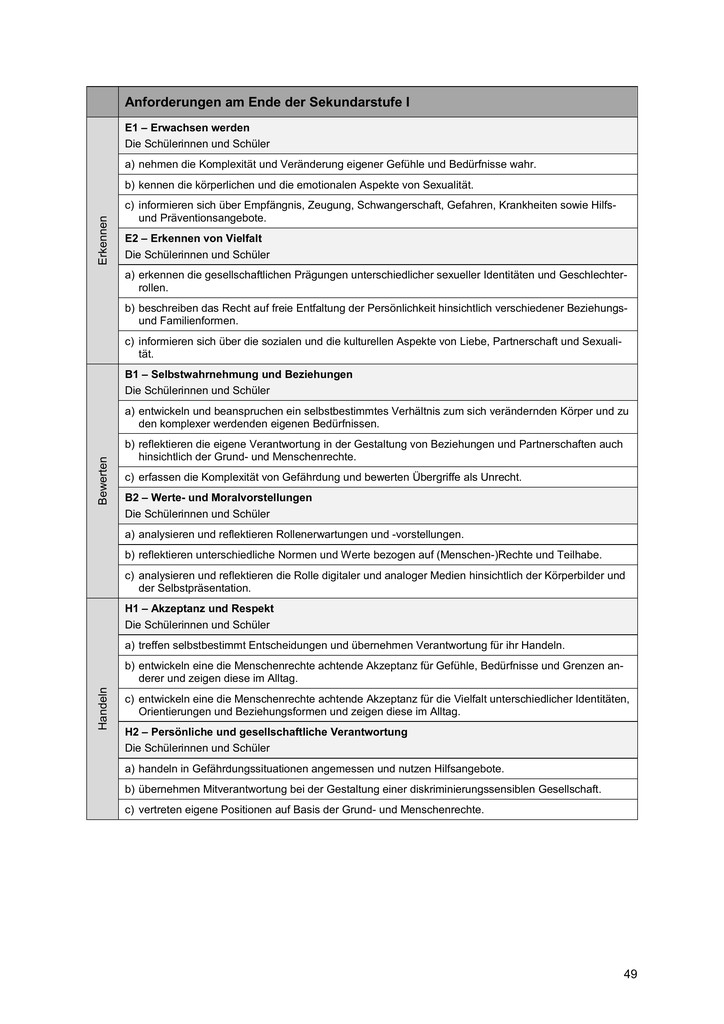 Anforderungen am Ende der Sekundarstufe I
Erkennen
E1 – Erwachsen werden
Die Schülerinnen und Schüler
a) nehmen die Komplexität und Veränderung eigener Gefühle und Bedürfnisse wahr.
b) kennen die körperlichen und die emotionalen Aspekte von Sexualität.
c) informieren sich über Empfängnis, Zeugung, Schwangerschaft, Gefahren, Krankheiten sowie Hilfs-
und Präventionsangebote.
E2 – Erkennen von Vielfalt
Die Schülerinnen und Schüler
a) erkennen die gesellschaftlichen Prägungen unterschiedlicher sexueller Identitäten und Geschlechter-
rollen.
b) beschreiben das Recht auf freie Entfaltung der Persönlichkeit hinsichtlich verschiedener Beziehungs-
und Familienformen.
c) informieren sich über die sozialen und die kulturellen Aspekte von Liebe, Partnerschaft und Sexuali-
tät.
Bewerten
B1 – Selbstwahrnehmung und Beziehungen
Die Schülerinnen und Schüler
a) entwickeln und beanspruchen ein selbstbestimmtes Verhältnis zum sich verändernden Körper und zu
den komplexer werdenden eigenen Bedürfnissen.
b) reflektieren die eigene Verantwortung in der Gestaltung von Beziehungen und Partnerschaften auch
hinsichtlich der Grund- und Menschenrechte.
c) erfassen die Komplexität von Gefährdung und bewerten Übergriffe als Unrecht.
B2 – Werte- und Moralvorstellungen
Die Schülerinnen und Schüler
a) analysieren und reflektieren Rollenerwartungen und -vorstellungen.
b) reflektieren unterschiedliche Normen und Werte bezogen auf (Menschen-)Rechte und Teilhabe.
c) analysieren und reflektieren die Rolle digitaler und analoger Medien hinsichtlich der Körperbilder und
der Selbstpräsentation.
Handeln
H1 – Akzeptanz und Respekt
Die Schülerinnen und Schüler
a) treffen selbstbestimmt Entscheidungen und übernehmen Verantwortung für ihr Handeln.
b) entwickeln eine die Menschenrechte achtende Akzeptanz für Gefühle, Bedürfnisse und Grenzen an-
derer und zeigen diese im Alltag.
c) entwickeln eine die Menschenrechte achtende Akzeptanz für die Vielfalt unterschiedlicher Identitäten,
Orientierungen und Beziehungsformen und zeigen diese im Alltag.
H2 – Persönliche und gesellschaftliche Verantwortung
Die Schülerinnen und Schüler
a) handeln in Gefährdungssituationen angemessen und nutzen Hilfsangebote.
b) übernehmen Mitverantwortung bei der Gestaltung einer diskriminierungssensiblen Gesellschaft.
c) vertreten eigene Positionen auf Basis der Grund- und Menschenrechte.
49